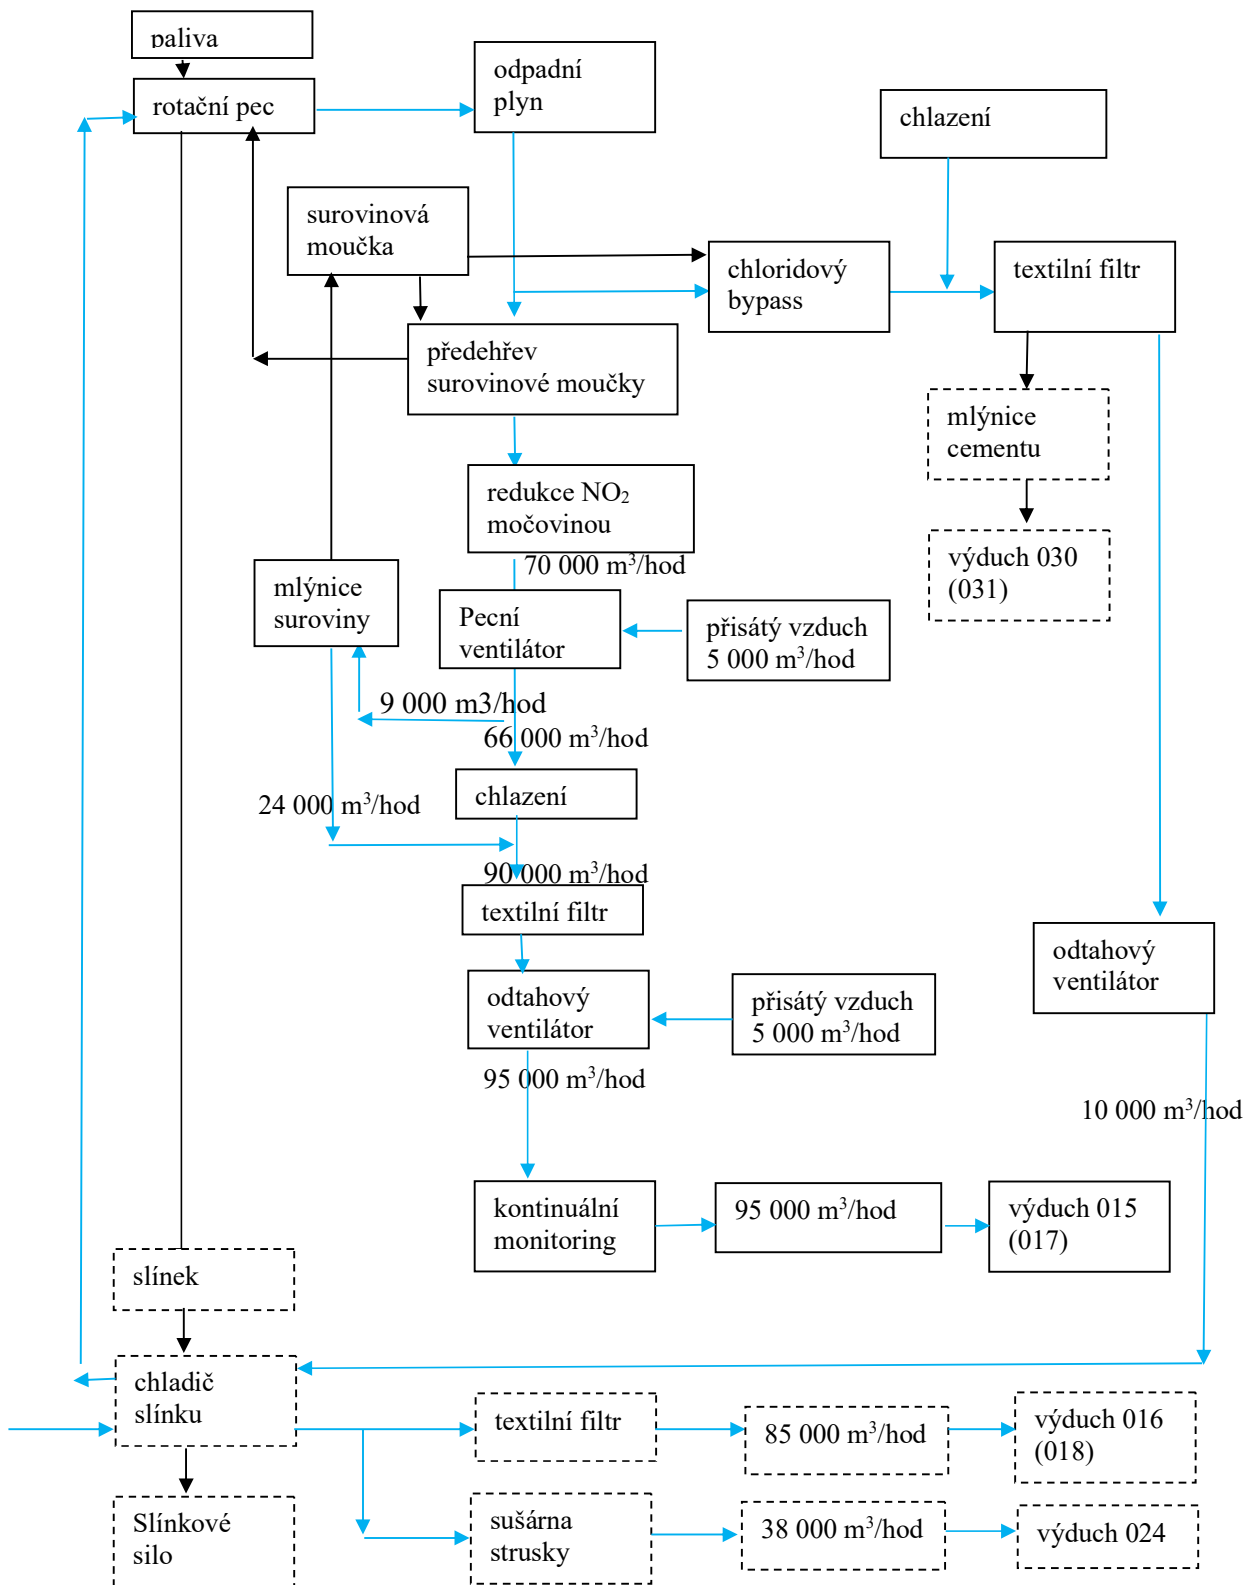 paliva
rotační pec
odpadní
plyn
chlazení
surovinová
moučka
chloridový
bypass
textilní filtr
předehřev
surovinové moučky
mlýnice
cementu
redukce NO₂
močovinou
výduch 030
(031)
70 000 m³/hod
mlýnice
suroviny
Pecní
ventilátor
přisátý vzduch
5 000 m³/hod
9 000 m3/hod
66 000 m³/hod
24 000 m³/hod
chlazení
90 000 m³/hod
textilní filtr
odtahový
ventilátor
odtahový
ventilátor
přisátý vzduch
5 000 m³/hod
95 000 m³/hod
10 000 m³/hod
kontinuální
monitoring
95 000 m³/hod
výduch 015
(017)
slínek
chladič
slínku
textilní filtr
85 000 m³/hod
výduch 016
(018)
Slínkové
silo
sušárna
strusky
38 000 m³/hod
výduch 024